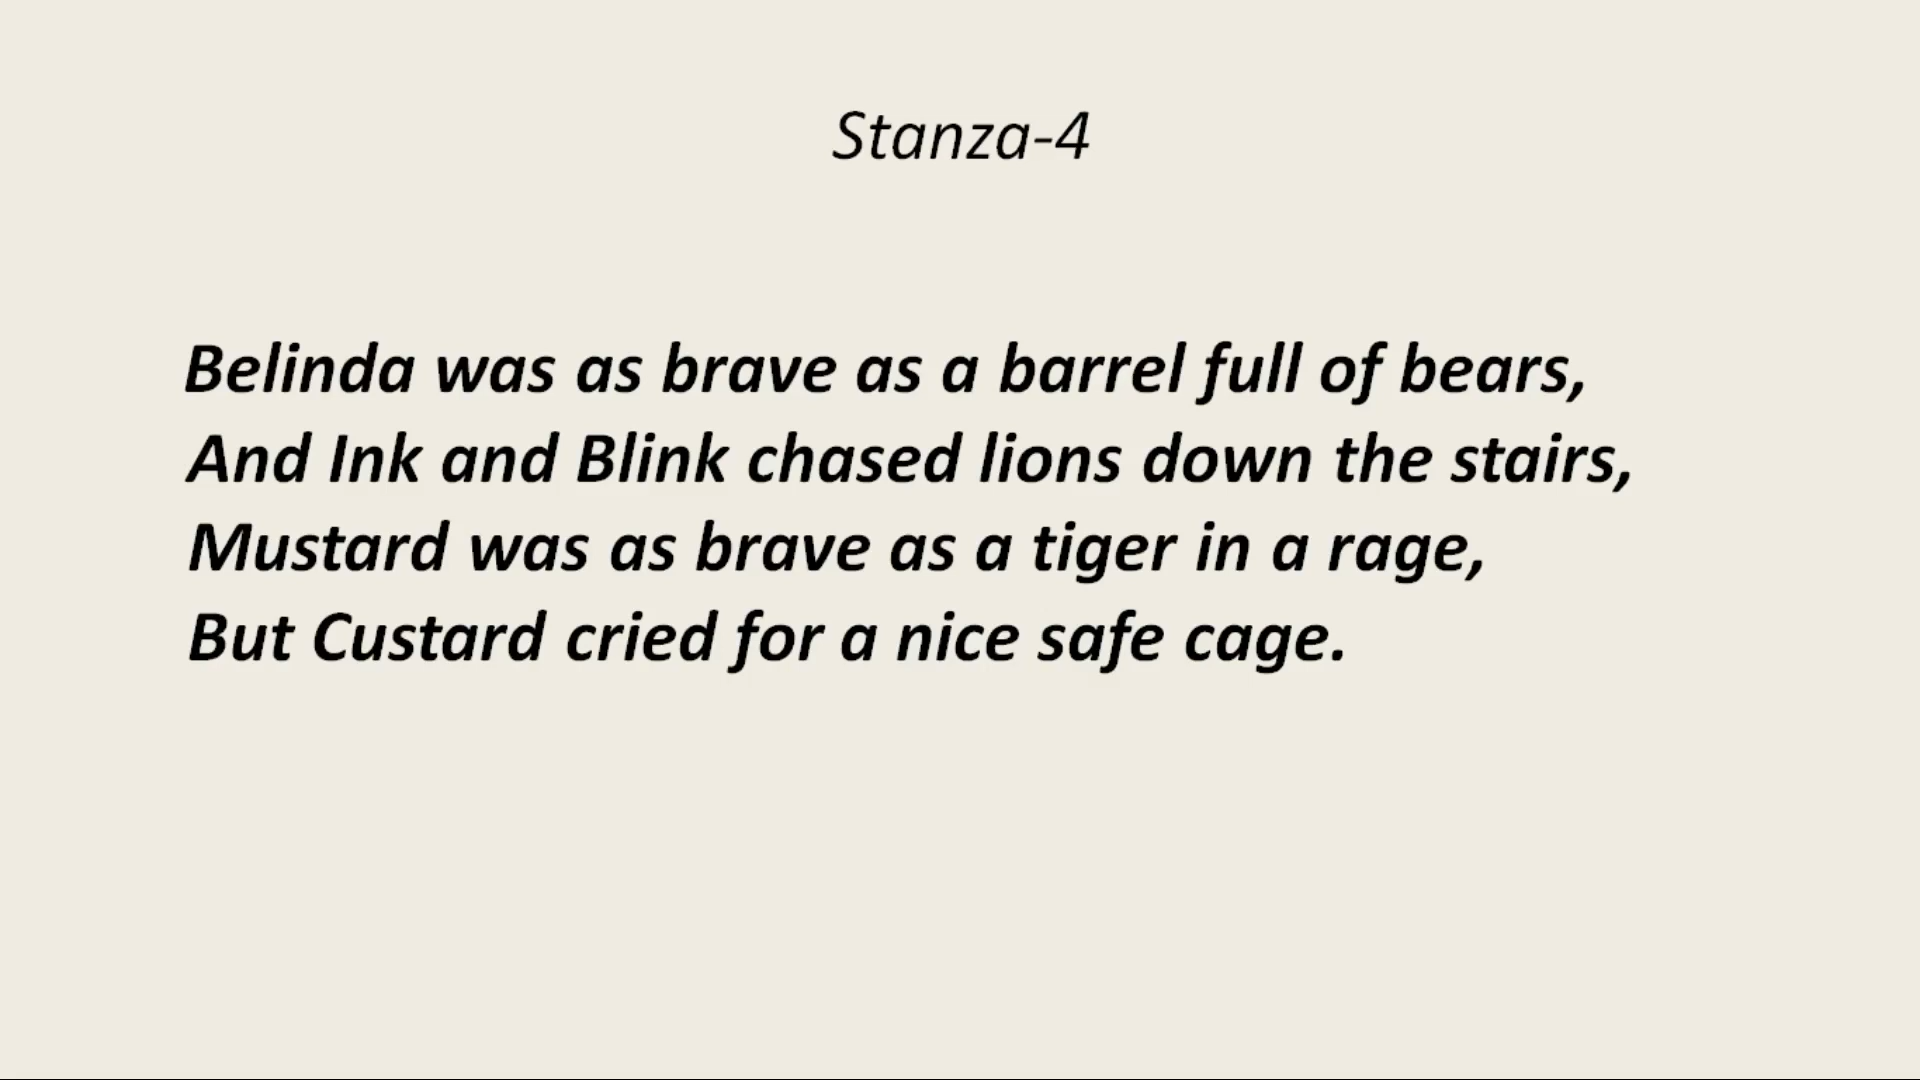 Stanza-4
Belinda was as brave as a barrel full of bears,
And Ink and Blink chased lions down the stairs,
Mustard was as brave as a tiger in a rage,
But Custard cried for a nice safe cage.